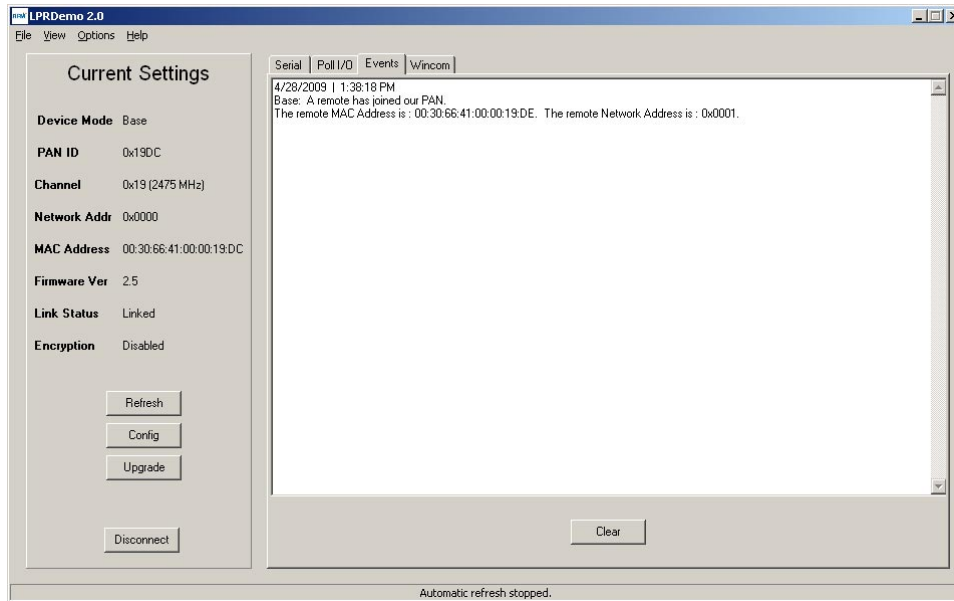 LPRDemo 2.0
File View Options Help
Current Settings
Device Mode Base
PAN ID 0x19DC
Channel 0x19 (2475 MHz)
Network Addr 0x0000
MAC Address 00:30:66:41:00:00:19:DC
Firmware Ver 2.5
Link Status Linked
Encryption Disabled
Refresh
Config
Upgrade
Disconnect
Serial Poll I/O Events Wincom
4/28/2009 | 1:38:18 PM
Base: A remote has joined our PAN.
The remote MAC Address is : 00:30:66:41:00:00:19:DE. The remote Network Address is : 0x0001.
Clear
Automatic refresh stopped.